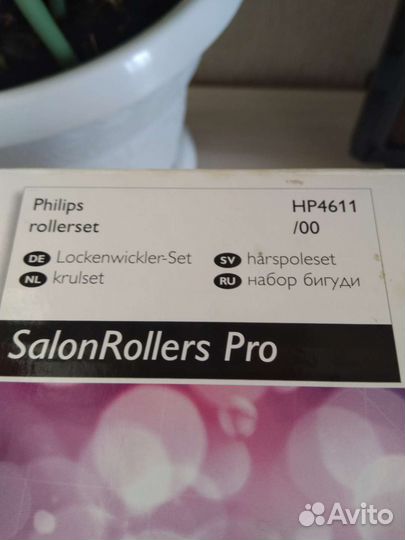 Philips HP4611
rollerset /00
DE Lockenwickler-Set SV hårspoleset
NL krulset RU набор бигуди
SalonRollers Pro
Avito